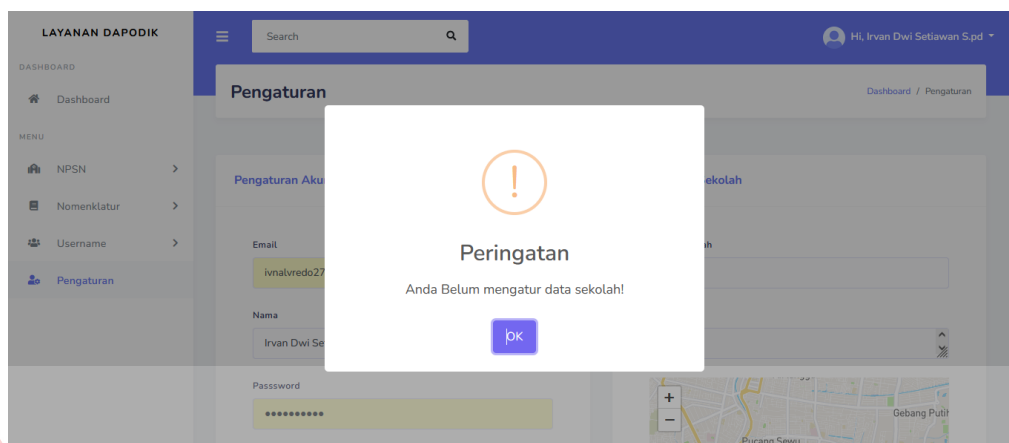 LAYANAN DAPODIK
Search
Hi, Irvan Dwi Setiawan S.pd
DASHBOARD
Dashboard
MENU
NPSN
Nomenklatur
Username
Pengaturan
Pengaturan
Dashboard / Pengaturan
Pengaturan Aku
ekolah
Email
ivnalvredo27
Nama
Irvan Dwi Se
Passsword
Peringatan
Anda Belum mengatur data sekolah!
OK
+
−
Gebang Putih
Pucang Sewu